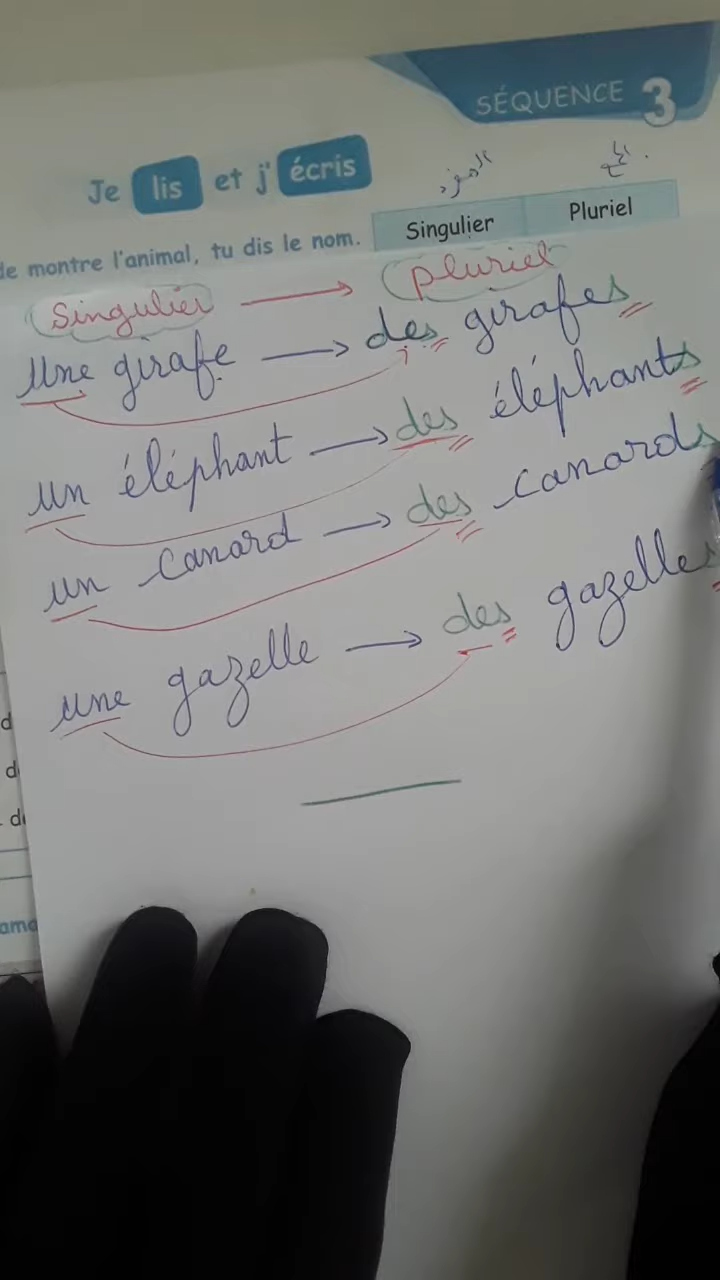 SÉQUENCE 3
Je lis et j'écris
المفرد الجمع
de montre l'animal, tu dis le nom. Singulier Pluriel
Singulier → pluriel
une girafe → des girafes
un éléphant → des éléphants
un canard → des canards
une gazelle → des gazelles
d
d